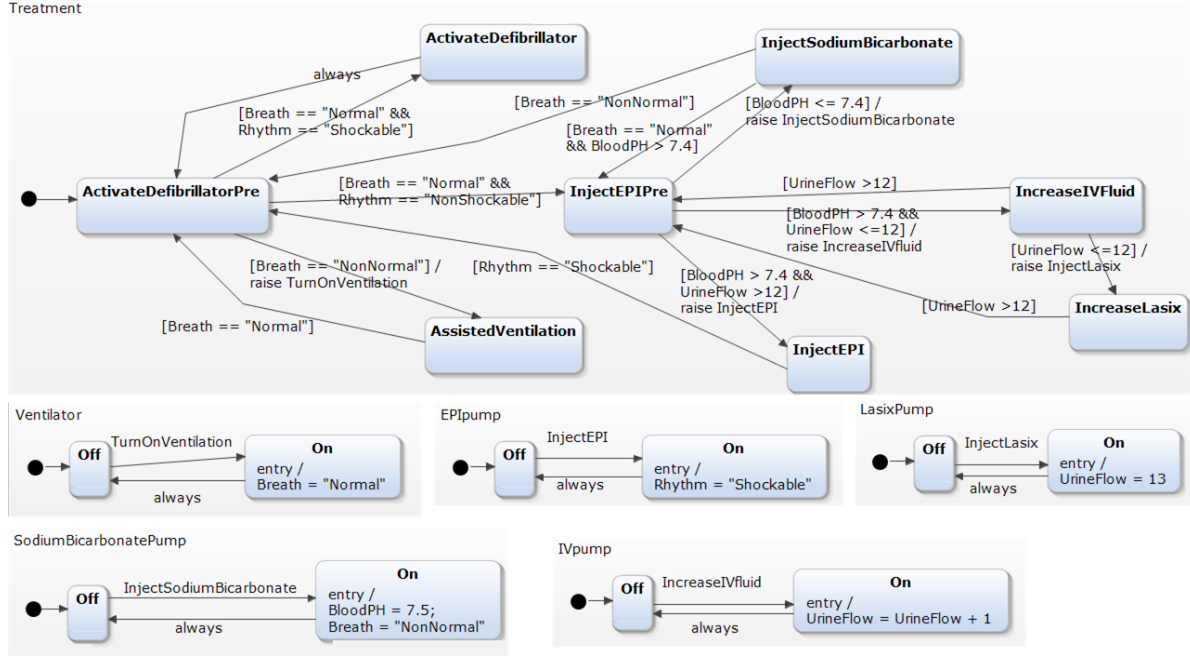 Treatment
ActivateDefibrillator
InjectSodiumBicarbonate
always
[Breath == "Normal" &&
Rhythm == "Shockable"]
[Breath == "NonNormal"]
[Breath == "Normal"
&& BloodPH > 7.4]
[BloodPH <= 7.4] /
raise InjectSodiumBicarbonate
ActivateDefibrillatorPre
[Breath == "Normal" &&
Rhythm == "NonShockable"]
InjectEPIPre
[UrineFlow >12]
IncreaseIVFluid
[BloodPH > 7.4 &&
UrineFlow <=12] /
raise IncreaseIVfluid
[UrineFlow <=12] /
raise InjectLasix
[Breath == "NonNormal"] /
raise TurnOnVentilation
[Rhythm == "Shockable"]
[BloodPH > 7.4 &&
UrineFlow >12] /
raise InjectEPI
[UrineFlow >12]
IncreaseLasix
[Breath == "Normal"]
AssistedVentilation
InjectEPI
Ventilator
Off
TurnOnVentilation
always
On
entry /
Breath = "Normal"
EPIpump
Off
InjectEPI
always
On
entry /
Rhythm = "Shockable"
LasixPump
Off
InjectLasix
always
On
entry /
UrineFlow = 13
SodiumBicarbonatePump
Off
InjectSodiumBicarbonate
always
On
entry /
BloodPH = 7.5;
Breath = "NonNormal"
IVpump
Off
IncreaseIVfluid
always
On
entry /
UrineFlow = UrineFlow + 1